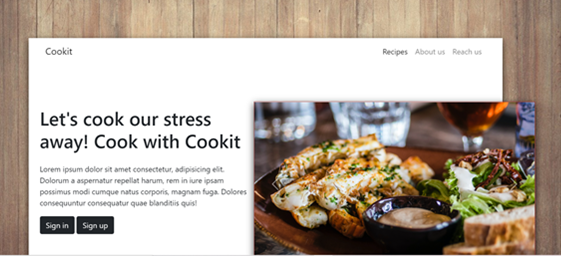 Cookit
Recipes About us Reach us
Let's cook our stress
away! Cook with Cookit
Lorem ipsum dolor sit amet consectetur, adipisicing elit.
Dolorum a aspernatur repellat harum, rem in iure ipsam
possimus modi cumque natus corporis, magnam fuga. Dolores
consequuntur consequatur quae blanditiis quis!
Sign in Sign up